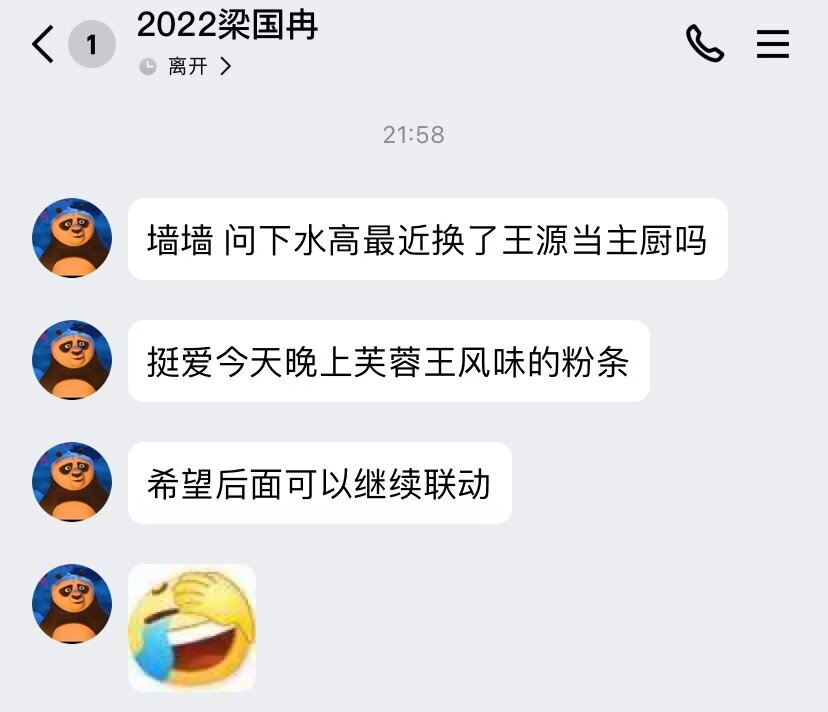 1
2022梁国冉
离开
21:58
墙墙 问下水高最近换了王源当主厨吗
挺爱今天晚上芙蓉王风味的粉条
希望后面可以继续联动